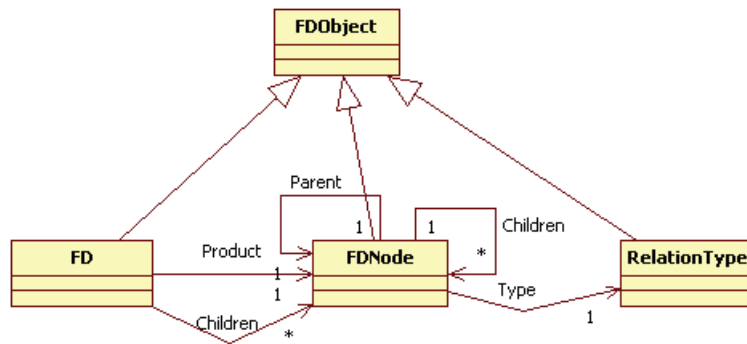 FDObject
Parent
1
1
Children
*
FD
Product
1
FDNode
RelationType
1
Children
*
Type
1